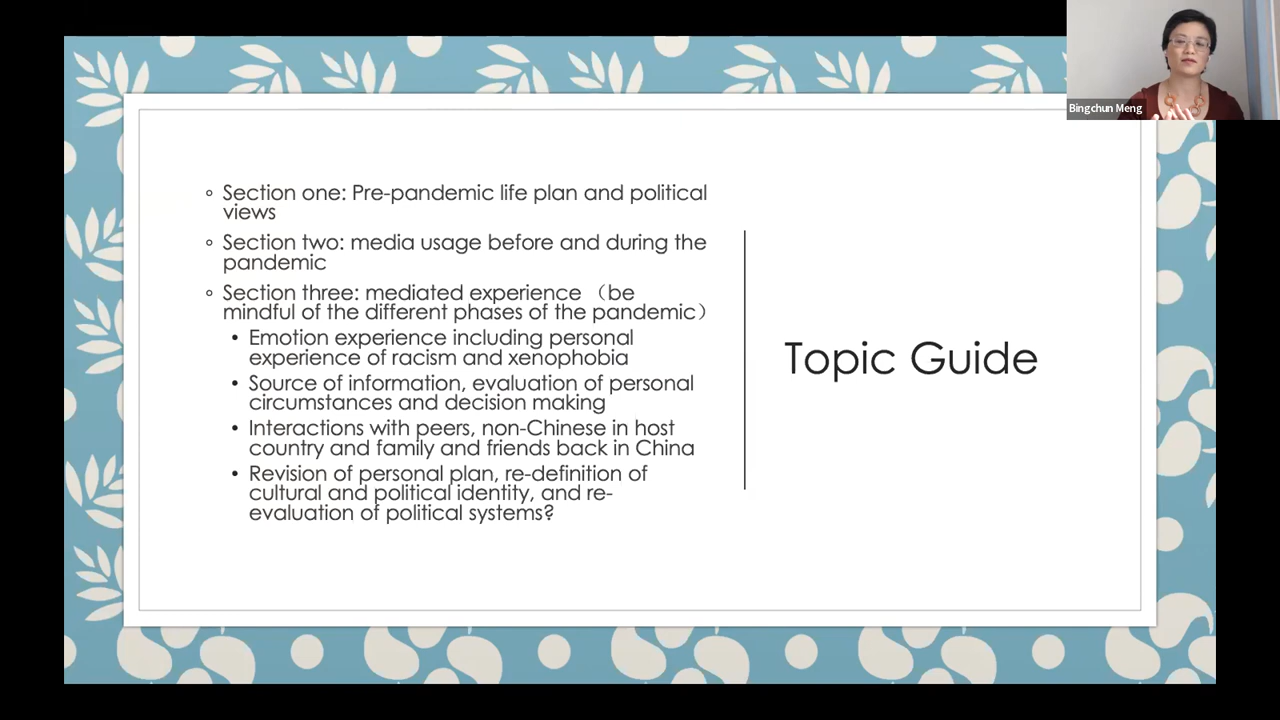 Bingchun Meng
Section one: Pre-pandemic life plan and political
views
Section two: media usage before and during the
pandemic
Section three: mediated experience （be
mindful of the different phases of the pandemic）
Emotion experience including personal
experience of racism and xenophobia
Source of information, evaluation of personal
circumstances and decision making
Interactions with peers, non-Chinese in host
country and family and friends back in China
Revision of personal plan, re-definition of
cultural and political identity, and re-
evaluation of political systems?
Topic Guide